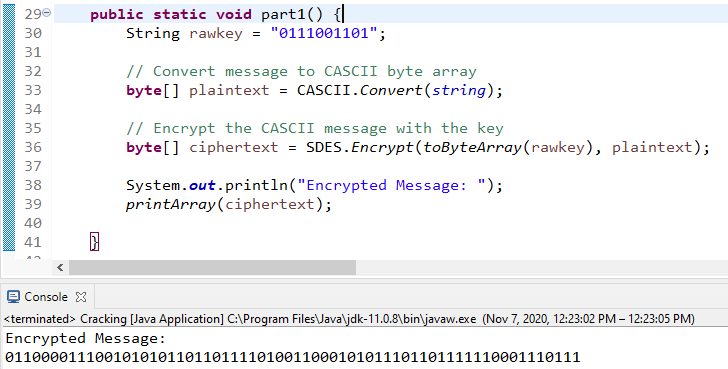 29 public static void part1() {
30 String rawkey = "0111001101";
31
32 // Convert message to CASCII byte array
33 byte[] plaintext = CASCII.Convert(string);
34
35 // Encrypt the CASCII message with the key
36 byte[] ciphertext = SDES.Encrypt(toByteArray(rawkey), plaintext);
37
38 System.out.println("Encrypted Message: ");
39 printArray(ciphertext);
40
41 }
Console
<terminated> Cracking [Java Application] C:\Program Files\Java\jdk-11.0.8\bin\javaw.exe (Nov 7, 2020, 12:23:02 PM – 12:23:05 PM)
Encrypted Message:
0110000111001010101101101111010011000101011101101111110001110111